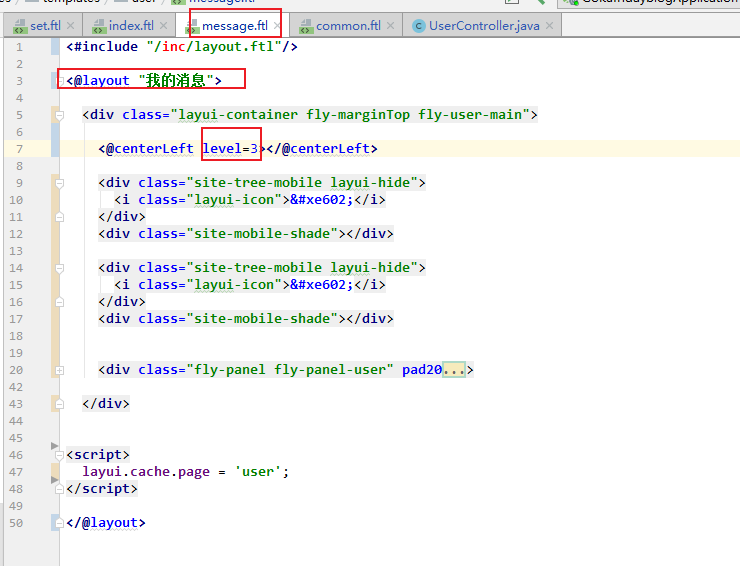 templates
user
message.ftl
set.ftl
index.ftl
message.ftl
common.ftl
UserController.java
1 <#include "/inc/layout.ftl"/>
2
3 <@layout "我的消息">
4
5 <div class="layui-container fly-marginTop fly-user-main">
6
7 <@centerLeft level=3></@centerLeft>
8
9 <div class="site-tree-mobile layui-hide">
10 <i class="layui-icon">&#xe602;</i>
11 </div>
12 <div class="site-mobile-shade"></div>
13
14 <div class="site-tree-mobile layui-hide">
15 <i class="layui-icon">&#xe602;</i>
16 </div>
17 <div class="site-mobile-shade"></div>
18
19
20 <div class="fly-panel fly-panel-user" pad20...>
42
43 </div>
44
45
46 <script>
47 layui.cache.page = 'user';
48 </script>
49
50 </@layout>